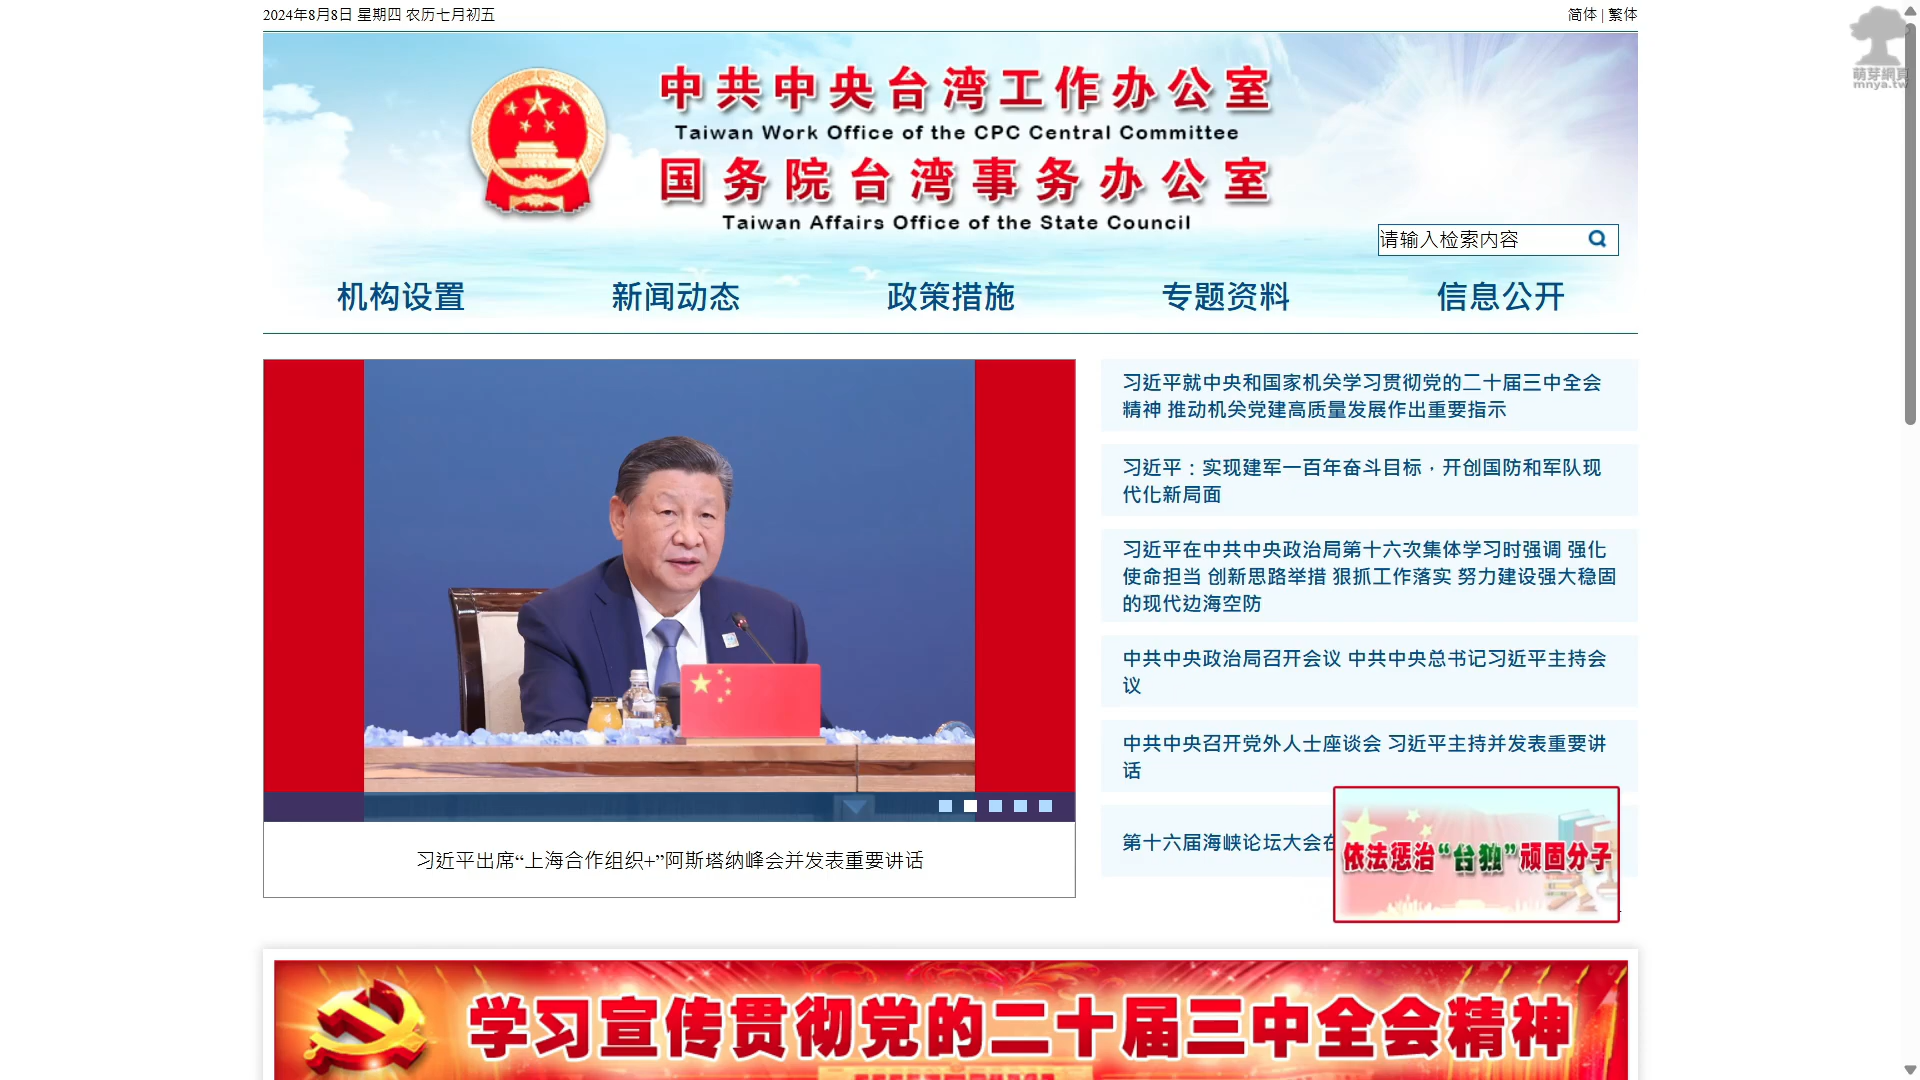 2024年8月8日 星期四 农历七月初五
简体 | 繁体
萌芽網頁
mnya.tw
中共中央台湾工作办公室
Taiwan Work Office of the CPC Central Committee
国务院台湾事务办公室
Taiwan Affairs Office of the State Council
请输入检索内容
机构设置 新闻动态 政策措施 专题资料 信息公开
习近平出席“上海合作组织+”阿斯塔纳峰会并发表重要讲话
习近平就中央和国家机关学习贯彻党的二十届三中全会
精神 推动机关党建高质量发展作出重要指示
习近平：实现建军一百年奋斗目标，开创国防和军队现
代化新局面
习近平在中共中央政治局第十六次集体学习时强调 强化
使命担当 创新思路举措 狠抓工作落实 努力建设强大稳固
的现代边海空防
中共中央政治局召开会议 中共中央总书记习近平主持会
议
中共中央召开党外人士座谈会 习近平主持并发表重要讲
话
第十六届海峡论坛大会在
依法惩治“台独”顽固分子
学习宣传贯彻党的二十届三中全会精神